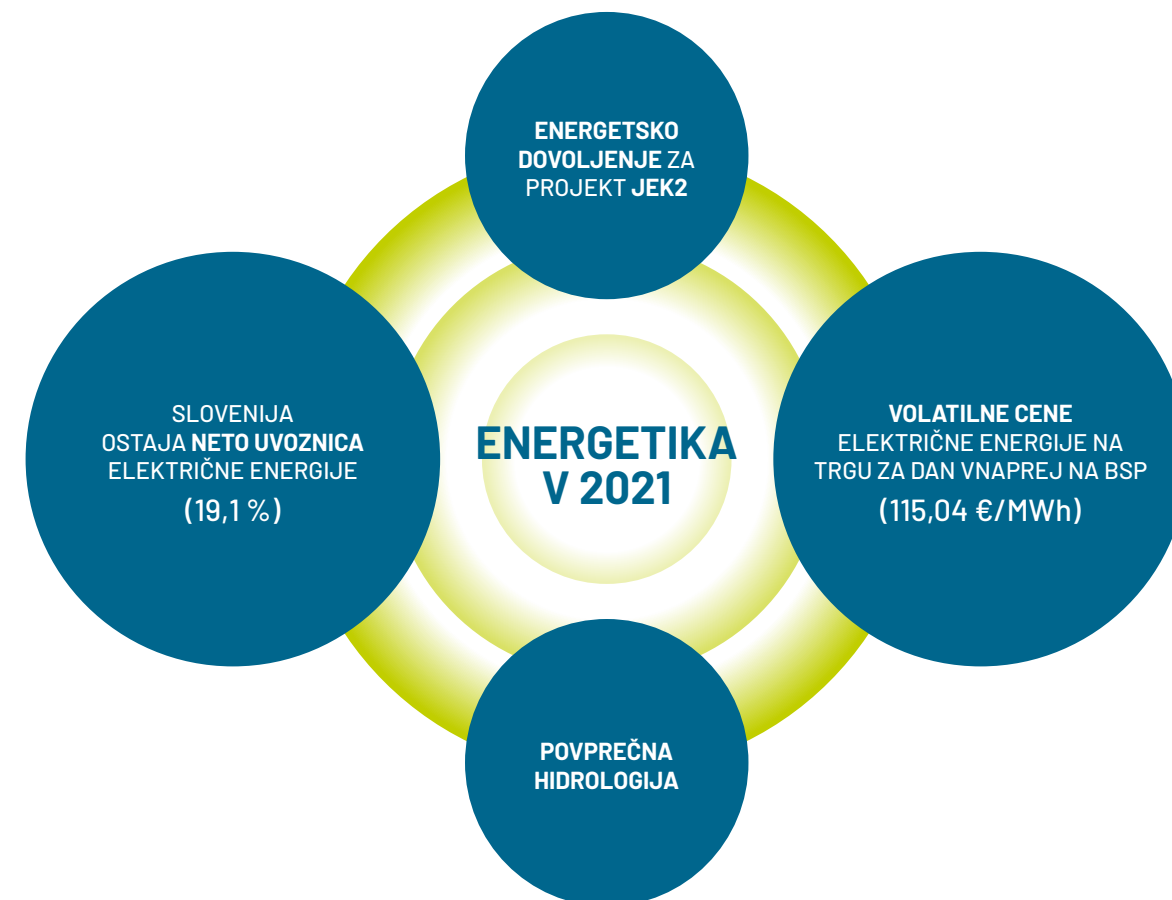 ENERGETSKO
DOVOLJENJE ZA
PROJEKT JEK2
SLOVENIJA
OSTAJA NETO UVOZNICA
ELEKTRIČNE ENERGIJE
(19,1 %)
ENERGETIKA
V 2021
VOLATILNE CENE
ELEKTRIČNE ENERGIJE NA
TRGU ZA DAN VNAPREJ NA BSP
(115,04 €/MWh)
POVPREČNA
HIDROLOGIJA